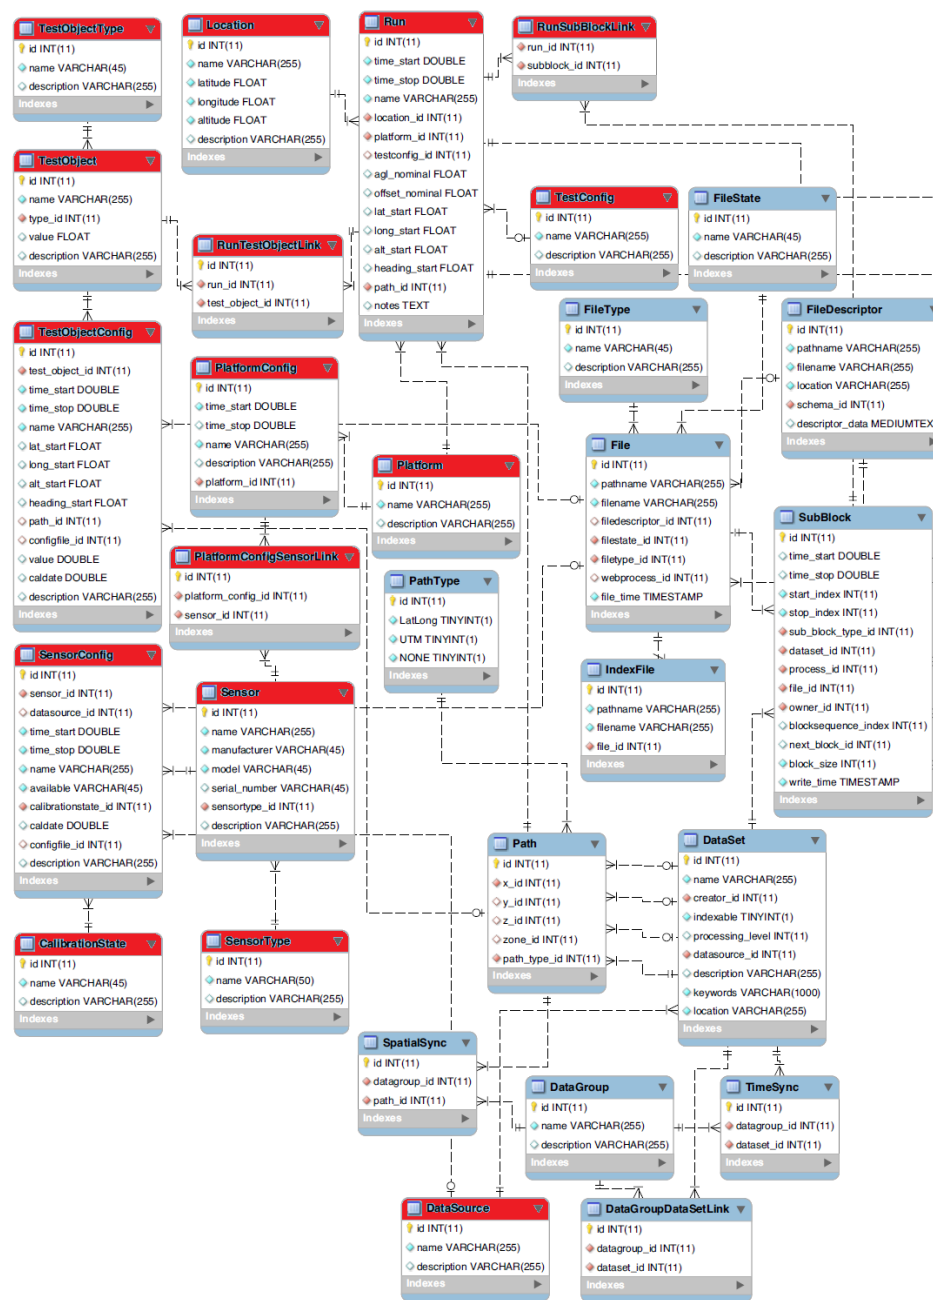 TestObjectType
id INT(11)
name VARCHAR(45)
description VARCHAR(255)
Indexes
Location
id INT(11)
name VARCHAR(255)
latitude FLOAT
longitude FLOAT
altitude FLOAT
description VARCHAR(255)
Indexes
Run
id INT(11)
time_start DOUBLE
time_stop DOUBLE
name VARCHAR(255)
location_id INT(11)
platform_id INT(11)
testconfig_id INT(11)
agl_nominal FLOAT
offset_nominal FLOAT
lat_start FLOAT
long_start FLOAT
alt_start FLOAT
heading_start FLOAT
path_id INT(11)
notes TEXT
Indexes
RunSubBlockLink
run_id INT(11)
subblock_id INT(11)
Indexes
TestObject
id INT(11)
name VARCHAR(255)
type_id INT(11)
value FLOAT
description VARCHAR(255)
Indexes
RunTestObjectLink
id INT(11)
run_id INT(11)
test_object_id INT(11)
Indexes
TestConfig
id INT(11)
name VARCHAR(255)
description VARCHAR(255)
Indexes
FileState
id INT(11)
name VARCHAR(45)
description VARCHAR(255)
Indexes
TestObjectConfig
id INT(11)
test_object_id INT(11)
time_start DOUBLE
time_stop DOUBLE
name VARCHAR(255)
lat_start FLOAT
long_start FLOAT
alt_start FLOAT
heading_start FLOAT
path_id INT(11)
configfile_id INT(11)
value DOUBLE
caldate DOUBLE
description VARCHAR(255)
Indexes
PlatformConfig
id INT(11)
time_start DOUBLE
time_stop DOUBLE
name VARCHAR(255)
description VARCHAR(255)
platform_id INT(11)
Indexes
FileType
id INT(11)
name VARCHAR(45)
description VARCHAR(255)
Indexes
FileDescriptor
id INT(11)
pathname VARCHAR(255)
filename VARCHAR(255)
location VARCHAR(255)
schema_id INT(11)
descriptor_data MEDIUMTEX
Indexes
Platform
id INT(11)
name VARCHAR(255)
description VARCHAR(255)
Indexes
File
id INT(11)
pathname VARCHAR(255)
filename VARCHAR(255)
filedescriptor_id INT(11)
filestate_id INT(11)
filetype_id INT(11)
webprocess_id INT(11)
file_time TIMESTAMP
Indexes
SubBlock
id INT(11)
time_start DOUBLE
time_stop DOUBLE
start_index INT(11)
stop_index INT(11)
sub_block_type_id INT(11)
dataset_id INT(11)
process_id INT(11)
file_id INT(11)
owner_id INT(11)
blocksequence_index INT(11)
next_block_id INT(11)
block_size INT(11)
write_time TIMESTAMP
Indexes
PlatformConfigSensorLink
id INT(11)
platform_config_id INT(11)
sensor_id INT(11)
Indexes
PathType
id INT(11)
LatLong TINYINT(1)
UTM TINYINT(1)
NONE TINYINT(1)
Indexes
SensorConfig
id INT(11)
sensor_id INT(11)
datasource_id INT(11)
time_start DOUBLE
time_stop DOUBLE
name VARCHAR(255)
available VARCHAR(45)
calibrationstate_id INT(11)
caldate DOUBLE
configfile_id INT(11)
description VARCHAR(255)
Indexes
Sensor
id INT(11)
name VARCHAR(255)
manufacturer VARCHAR(45)
model VARCHAR(45)
serial_number VARCHAR(45)
sensortype_id INT(11)
description VARCHAR(255)
Indexes
IndexFile
id INT(11)
pathname VARCHAR(255)
filename VARCHAR(255)
file_id INT(11)
Indexes
Path
id INT(11)
x_id INT(11)
y_id INT(11)
z_id INT(11)
zone_id INT(11)
path_type_id INT(11)
Indexes
DataSet
id INT(11)
name VARCHAR(255)
creator_id INT(11)
indexable TINYINT(1)
processing_level INT(11)
datasource_id INT(11)
description VARCHAR(255)
keywords VARCHAR(1000)
location VARCHAR(255)
Indexes
CalibrationState
id INT(11)
name VARCHAR(45)
description VARCHAR(255)
Indexes
SensorType
id INT(11)
name VARCHAR(50)
description VARCHAR(255)
Indexes
SpatialSync
id INT(11)
datagroup_id INT(11)
path_id INT(11)
Indexes
DataGroup
id INT(11)
name VARCHAR(255)
description VARCHAR(255)
Indexes
TimeSync
id INT(11)
datagroup_id INT(11)
dataset_id INT(11)
Indexes
DataSource
id INT(11)
name VARCHAR(255)
description VARCHAR(255)
Indexes
DataGroupDataSetLink
id INT(11)
datagroup_id INT(11)
dataset_id INT(11)
Indexes